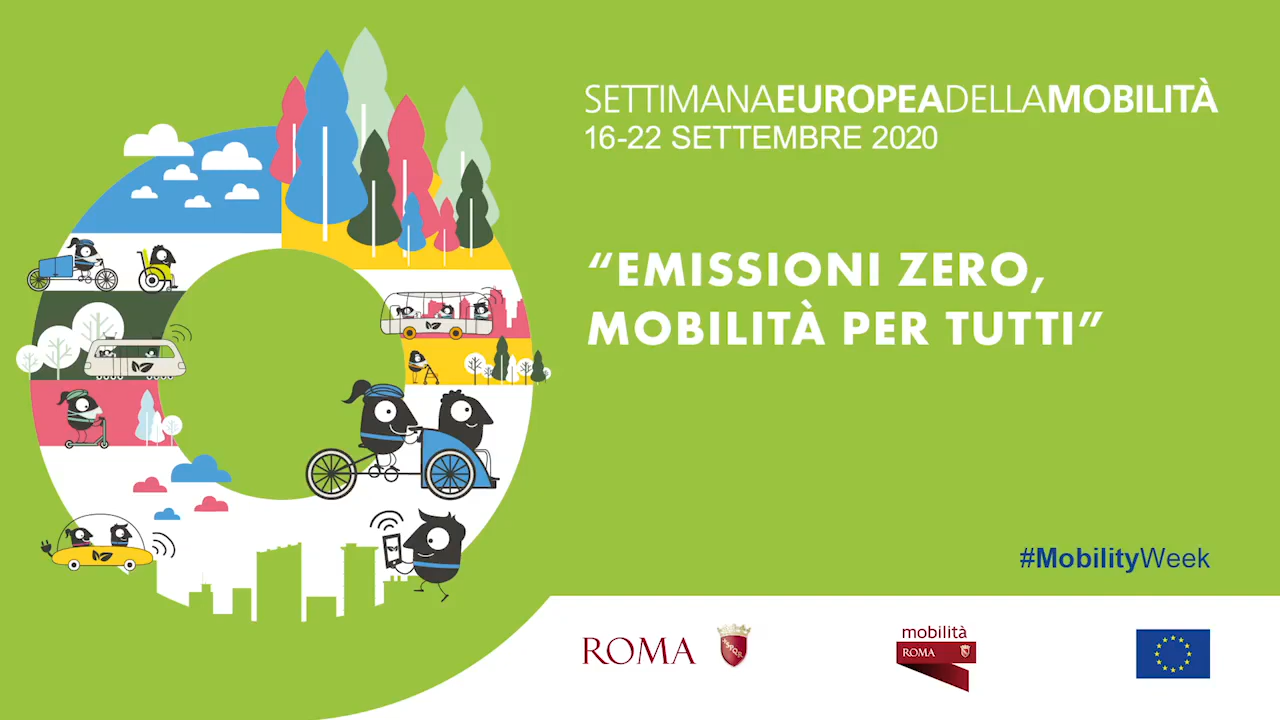 SETTIMANAEUROPEADELLAMOBILITÀ
16-22 SETTEMBRE 2020
“EMISSIONI ZERO,
MOBILITÀ PER TUTTI”
#MobilityWeek
ROMA
mobilità
ROMA